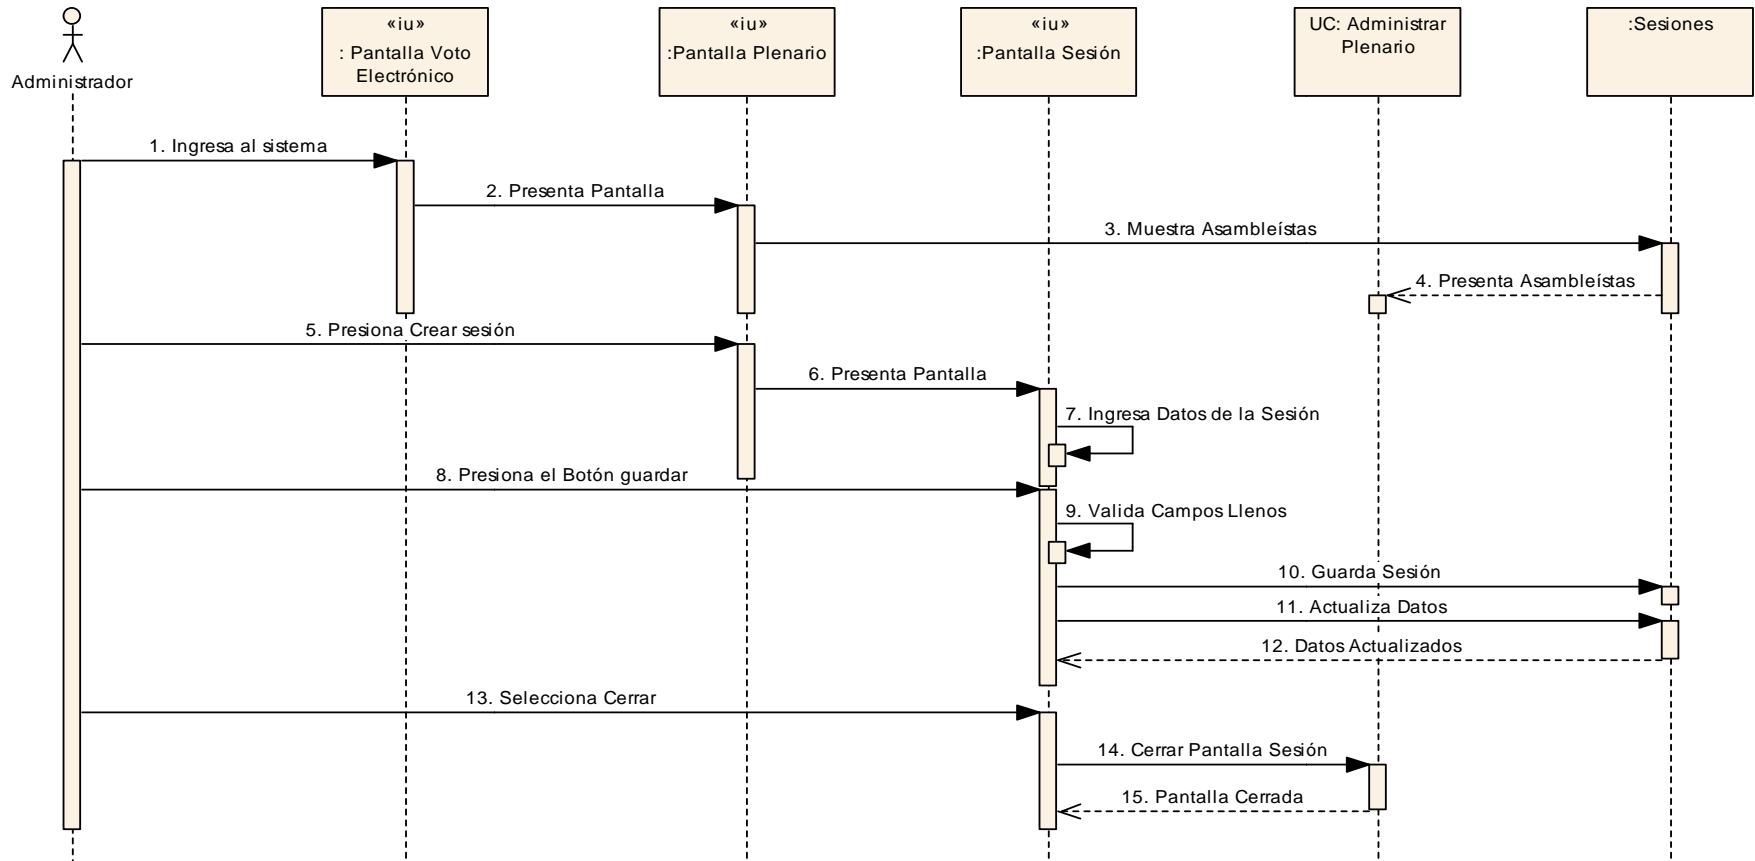 Administrador
«iu»
: Pantalla Voto
Electrónico
«iu»
:Pantalla Plenario
«iu»
:Pantalla Sesión
UC: Administrar
Plenario
:Sesiones
1. Ingresa al sistema
2. Presenta Pantalla
3. Muestra Asambleístas
4. Presenta Asambleístas
5. Presiona Crear sesión
6. Presenta Pantalla
7. Ingresa Datos de la Sesión
8. Presiona el Botón guardar
9. Valida Campos Llenos
10. Guarda Sesión
11. Actualiza Datos
12. Datos Actualizados
13. Selecciona Cerrar
14. Cerrar Pantalla Sesión
15. Pantalla Cerrada